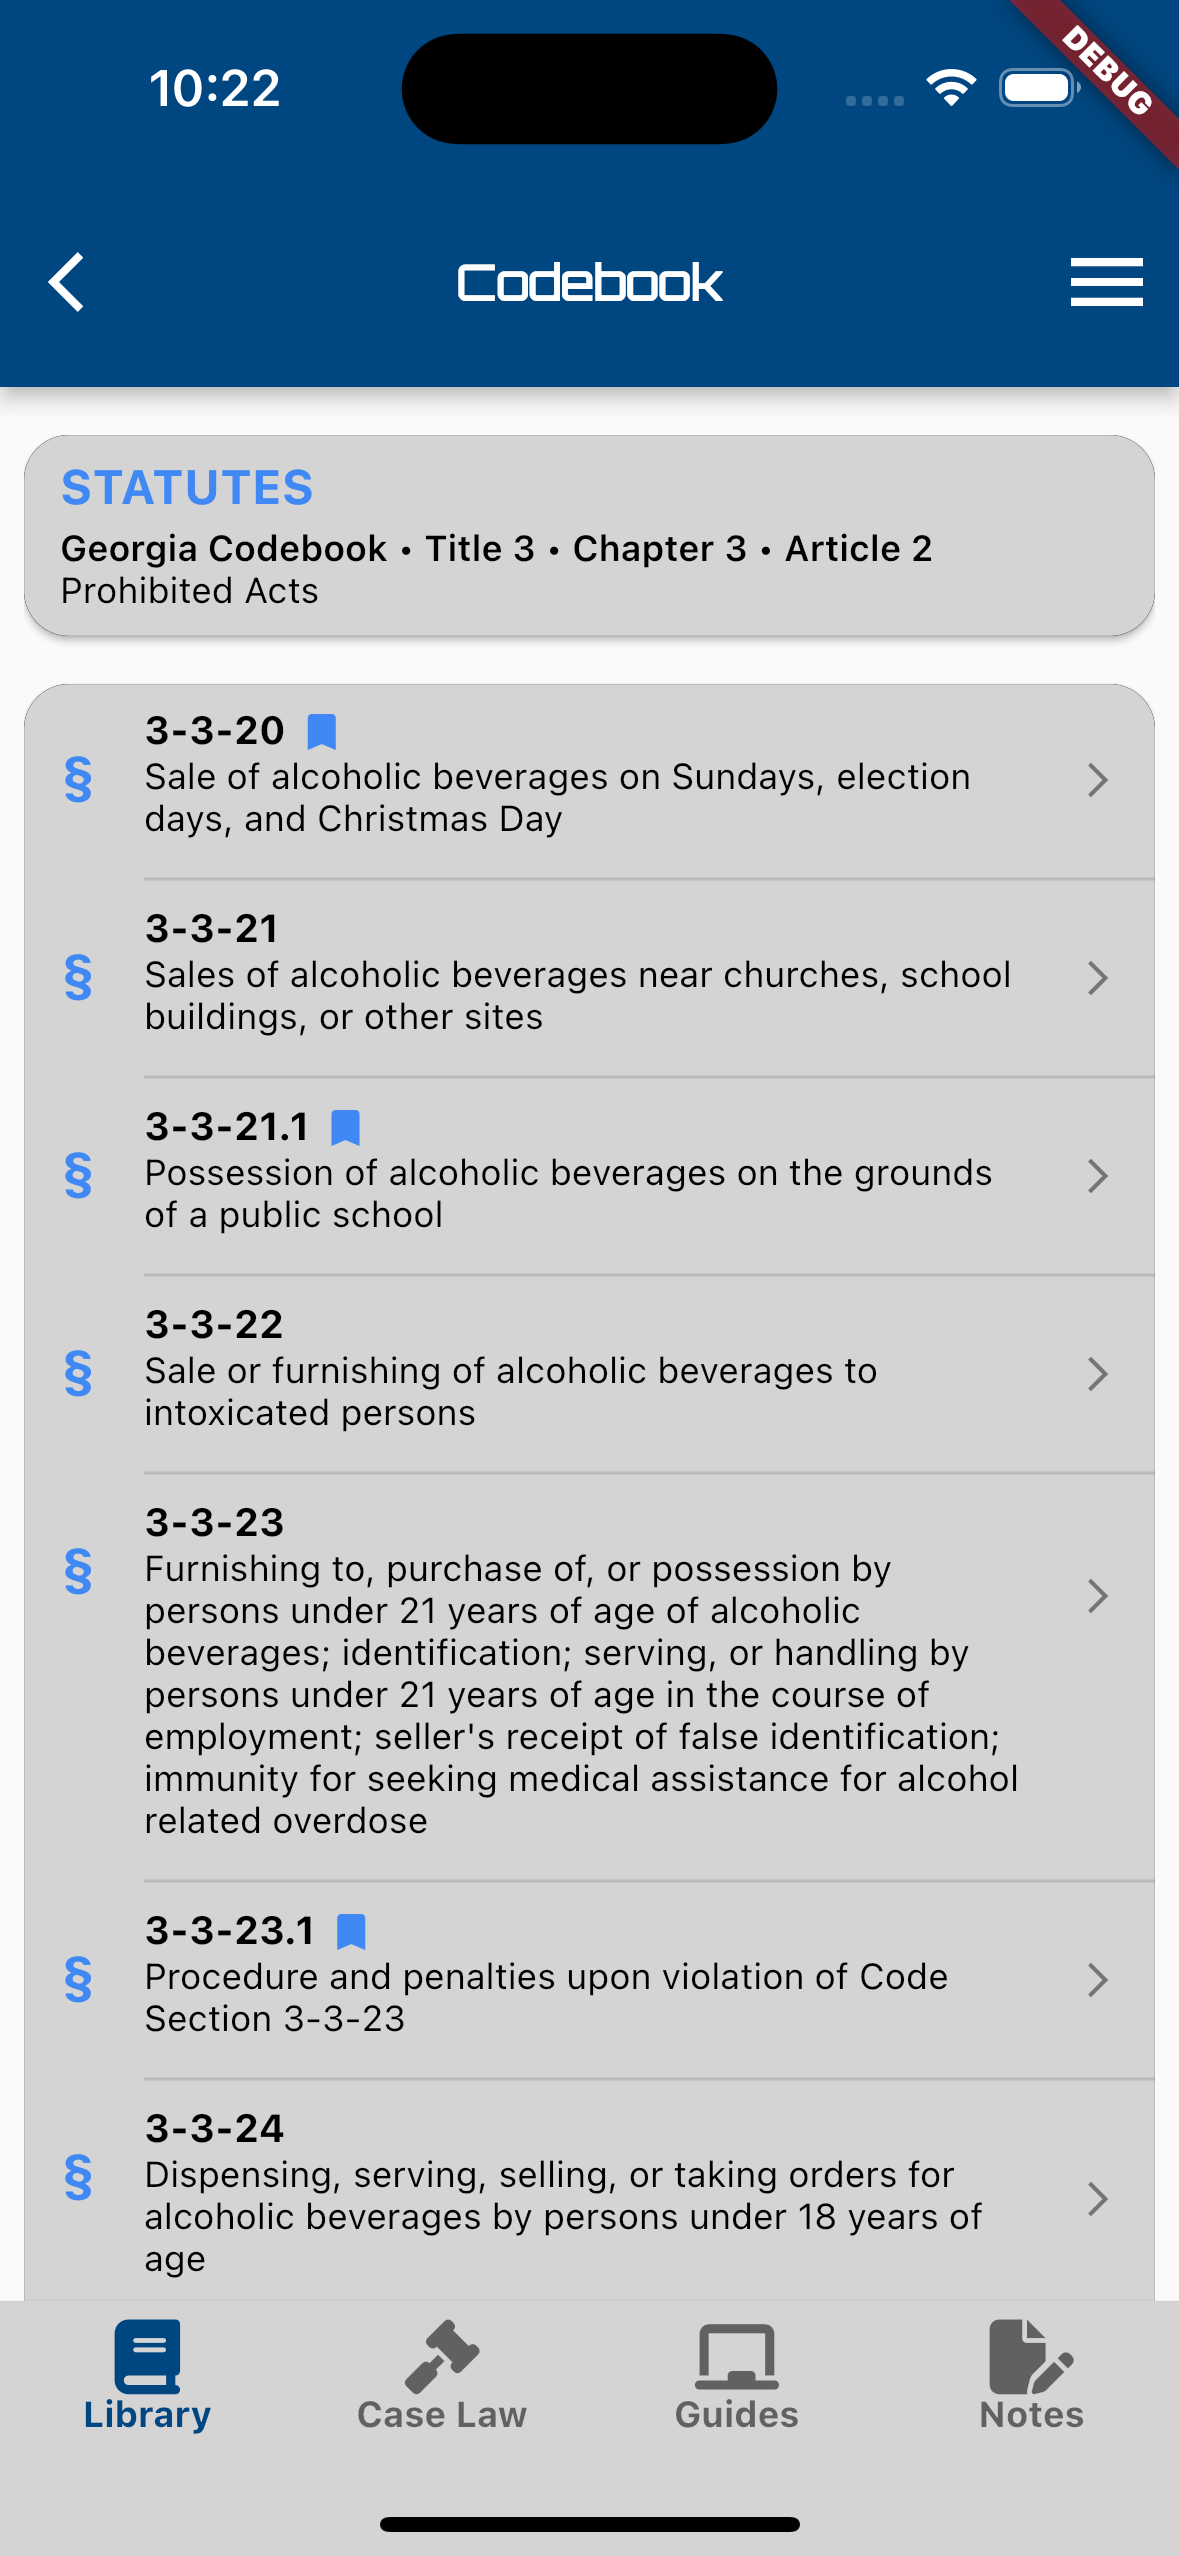 10:22
DEBUG
Codebook
STATUTES
Georgia Codebook • Title 3 • Chapter 3 • Article 2
Prohibited Acts
3-3-20
§
Sale of alcoholic beverages on Sundays, election
days, and Christmas Day
3-3-21
§
Sales of alcoholic beverages near churches, school
buildings, or other sites
3-3-21.1
§
Possession of alcoholic beverages on the grounds
of a public school
3-3-22
§
Sale or furnishing of alcoholic beverages to
intoxicated persons
3-3-23
§
Furnishing to, purchase of, or possession by
persons under 21 years of age of alcoholic
beverages; identification; serving, or handling by
persons under 21 years of age in the course of
employment; seller's receipt of false identification;
immunity for seeking medical assistance for alcohol
related overdose
3-3-23.1
§
Procedure and penalties upon violation of Code
Section 3-3-23
3-3-24
§
Dispensing, serving, selling, or taking orders for
alcoholic beverages by persons under 18 years of
age
Library
Case Law
Guides
Notes